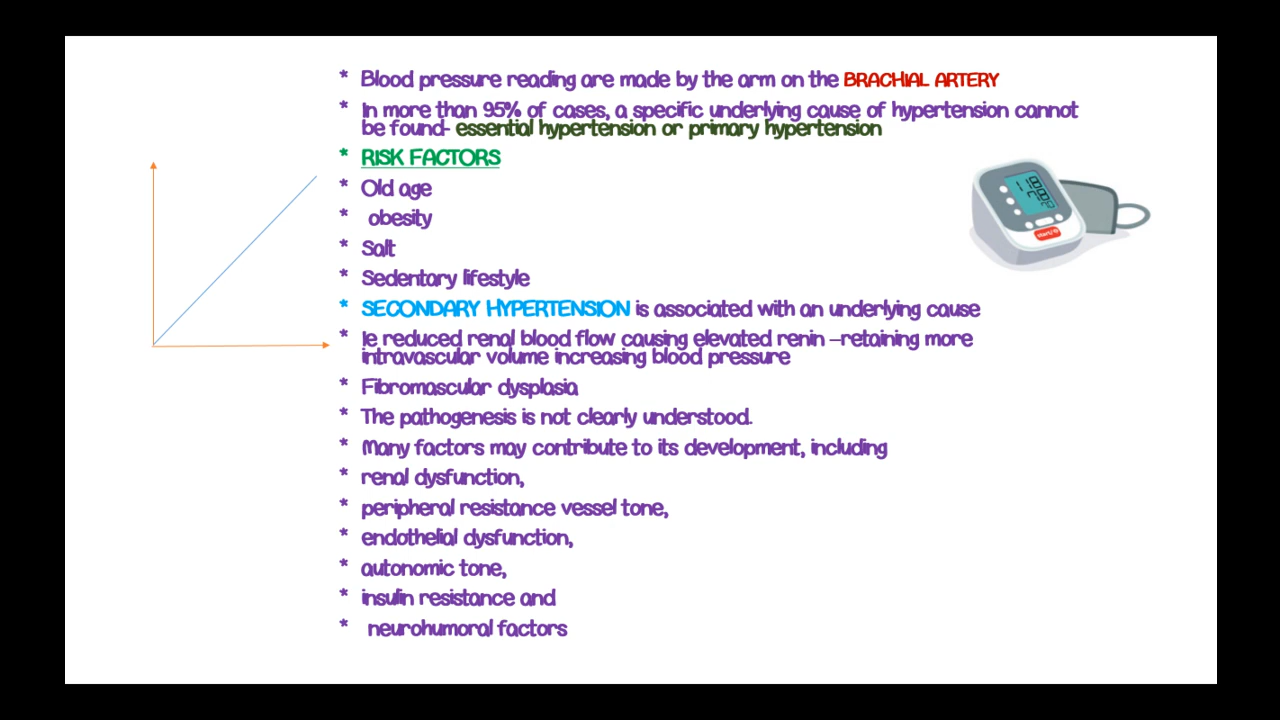 * Blood pressure reading are made by the arm on the BRACHIAL ARTERY
* In more than 95% of cases, a specific underlying cause of hypertension cannot
be found- essential hypertension or primary hypertension
* RISK FACTORS
* Old age
* obesity
* Salt
* Sedentary lifestyle
* SECONDARY HYPERTENSION is associated with an underlying cause
* Ie reduced renal blood flow causing elevated renin –retaining more
intravascular volume increasing blood pressure
* Fibromascular dysplasia
* The pathogenesis is not clearly understood.
* Many factors may contribute to its development, including
* renal dysfunction,
* peripheral resistance vessel tone,
* endothelial dysfunction,
* autonomic tone,
* insulin resistance and
* neurohumoral factors